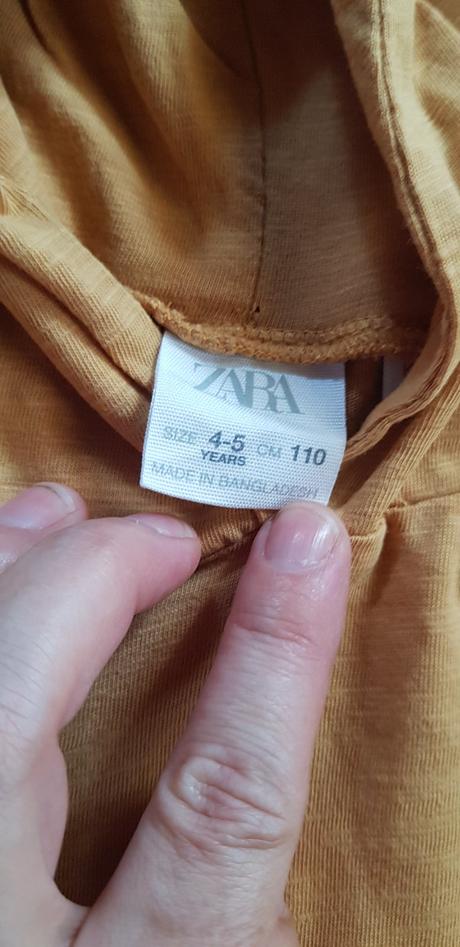 ZARA
SIZE 4-5 CM 110
YEARS
MADE IN BANGLADESH